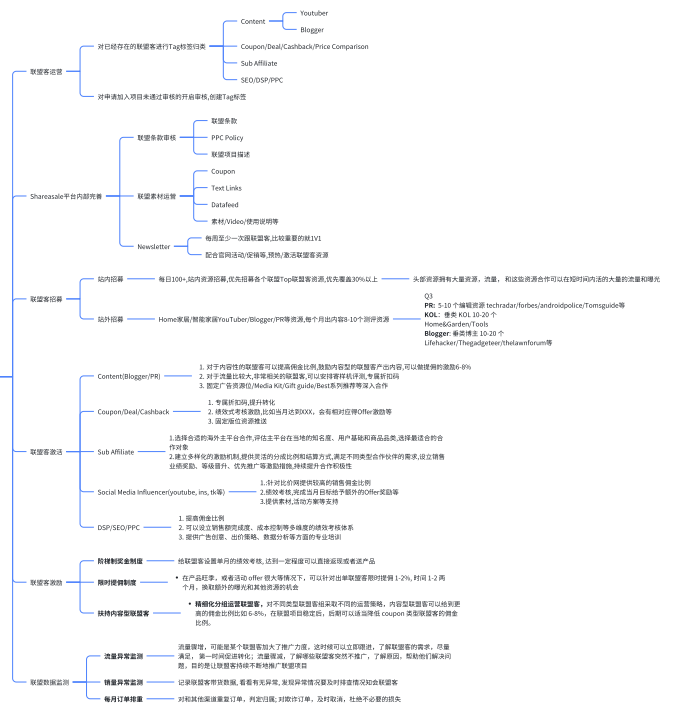 联盟客运营
对已经存在的联盟客进行Tag标签归类
Content
Youtuber
Blogger
Coupon/Deal/Cashback/Price Comparison
Sub Affiliate
SEO/DSP/PPC
对申请加入项目未通过审核的开启审核,创建Tag标签
Shareasale平台内部完善
联盟条款审核
联盟条款
PPC Policy
联盟项目描述
联盟素材运营
Coupon
Text Links
Datafeed
素材/Video/使用说明等
Newsletter
每周至少一次跟联盟客,比较重要的就1V1
配合官网活动/促销等,预热/激活联盟客资源
联盟客招募
站内招募
每日100+,站内资源招募,优先招募各个联盟Top联盟客资源,优先覆盖30%以上
头部资源拥有大量资源，流量， 和这些资源合作可以在短时间内活的大量的流量和曝光
站外招募
Home家居/智能家居YouTuber/Blogger/PR等资源,每个月出内容8-10个测评资源
Q3
PR: 5-10 个编辑资源 techradar/forbes/androidpolice/Tomsguide等
KOL：垂类 KOL 10-20 个
Home&Garden/Tools
Blogger: 垂类博主 10-20 个
Lifehacker/Thegadgeteer/thelawnforum等
联盟客激活
Content(Blogger/PR)
1. 对于内容性的联盟客可以提高佣金比例,鼓励内容型的联盟客产出内容,可以做提佣的激励6-8%
2. 对于流量比较大,非常相关的联盟客,可以安排寄样机评测,专属折扣码
3. 固定广告资源位/Media Kit/Gift guide/Best系列推荐等深入合作
Coupon/Deal/Cashback
1. 专属折扣码,提升转化
2. 绩效式考核激励,比如当月达到XXX，会有相对应得Offer激励等
3. 固定版位资源推送
Sub Affiliate
1.选择合适的海外主平台合作,评估主平台在当地的知名度、用户基础和商品品类,选择最适合的合
作对象
2.建立多样化的激励机制,提供灵活的分成比例和结算方式,满足不同类型合作伙伴的需求,设立销售
业绩奖励、等级晋升、优先推广等激励措施,持续提升合作积极性
Social Media Influencer(youtube, ins, tk等)
1.:针对比价网提供较高的销售佣金比例
2.绩效考核,完成当月目标给予额外的Offer奖励等
3.提供素材,活动方案等支持
DSP/SEO/PPC
1. 提高佣金比例
2. 可以设立销售额完成度、成本控制等多维度的绩效考核体系
3. 提供广告创意、出价策略、数据分析等方面的专业培训
联盟客激励
阶梯制奖金制度
给联盟客设置单月的绩效考核, 达到一定程度可以直接返现或者送产品
限时提佣制度
• 在产品旺季，或者活动 offer 很大等情况下，可以针对出单联盟客限时提佣 1-2%, 时间 1-2 两
个月，换取额外的曝光和其他资源的机会
扶持内容型联盟客
• 精细化分组运营联盟客，对不同类型联盟客组采取不同的运营策略，内容型联盟客可以给到更
高的佣金比例比如 6-8%，在联盟项目稳定后，后期可以适当降低 coupon 类型联盟客的佣金
比例。
联盟数据监测
流量异常监测
流量骤增，可能是某个联盟客加大了推广力度，这时候可以立即跟进，了解联盟客的需求，尽量
满足， 第一时间促进转化； 流量骤减，了解哪些联盟客突然不推广，了解原因，帮助他们解决问
题，目的是让联盟客持续不断地推广联盟项目
销量异常监测
记录联盟客带货数据, 看看有无异常, 发现异常情况要及时排查情况知会联盟客
每月订单排重
对和其他渠道重复订单，判定归属; 对欺诈订单，及时取消，杜绝不必要的损失